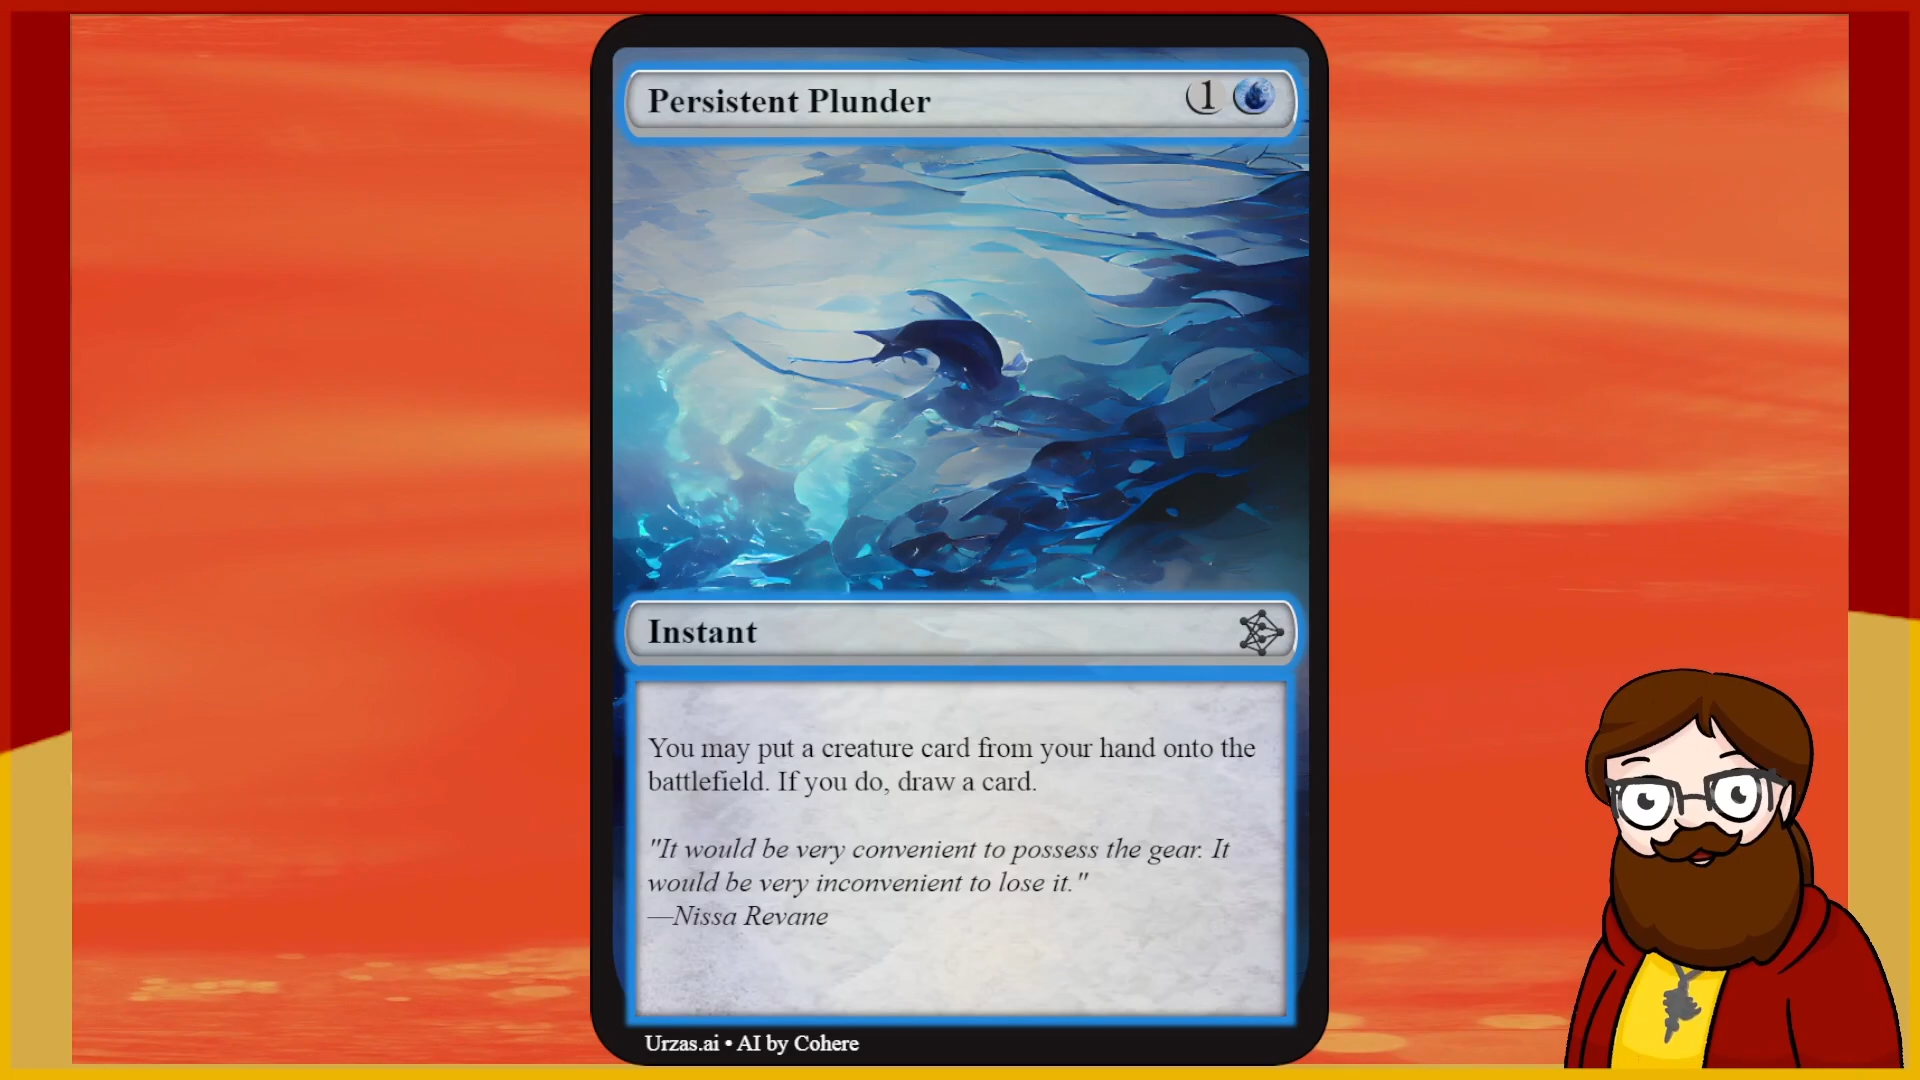 Persistent Plunder 1
Instant
You may put a creature card from your hand onto the
battlefield. If you do, draw a card.
"It would be very convenient to possess the gear. It
would be very inconvenient to lose it."
—Nissa Revane
Urzas.ai • AI by Cohere